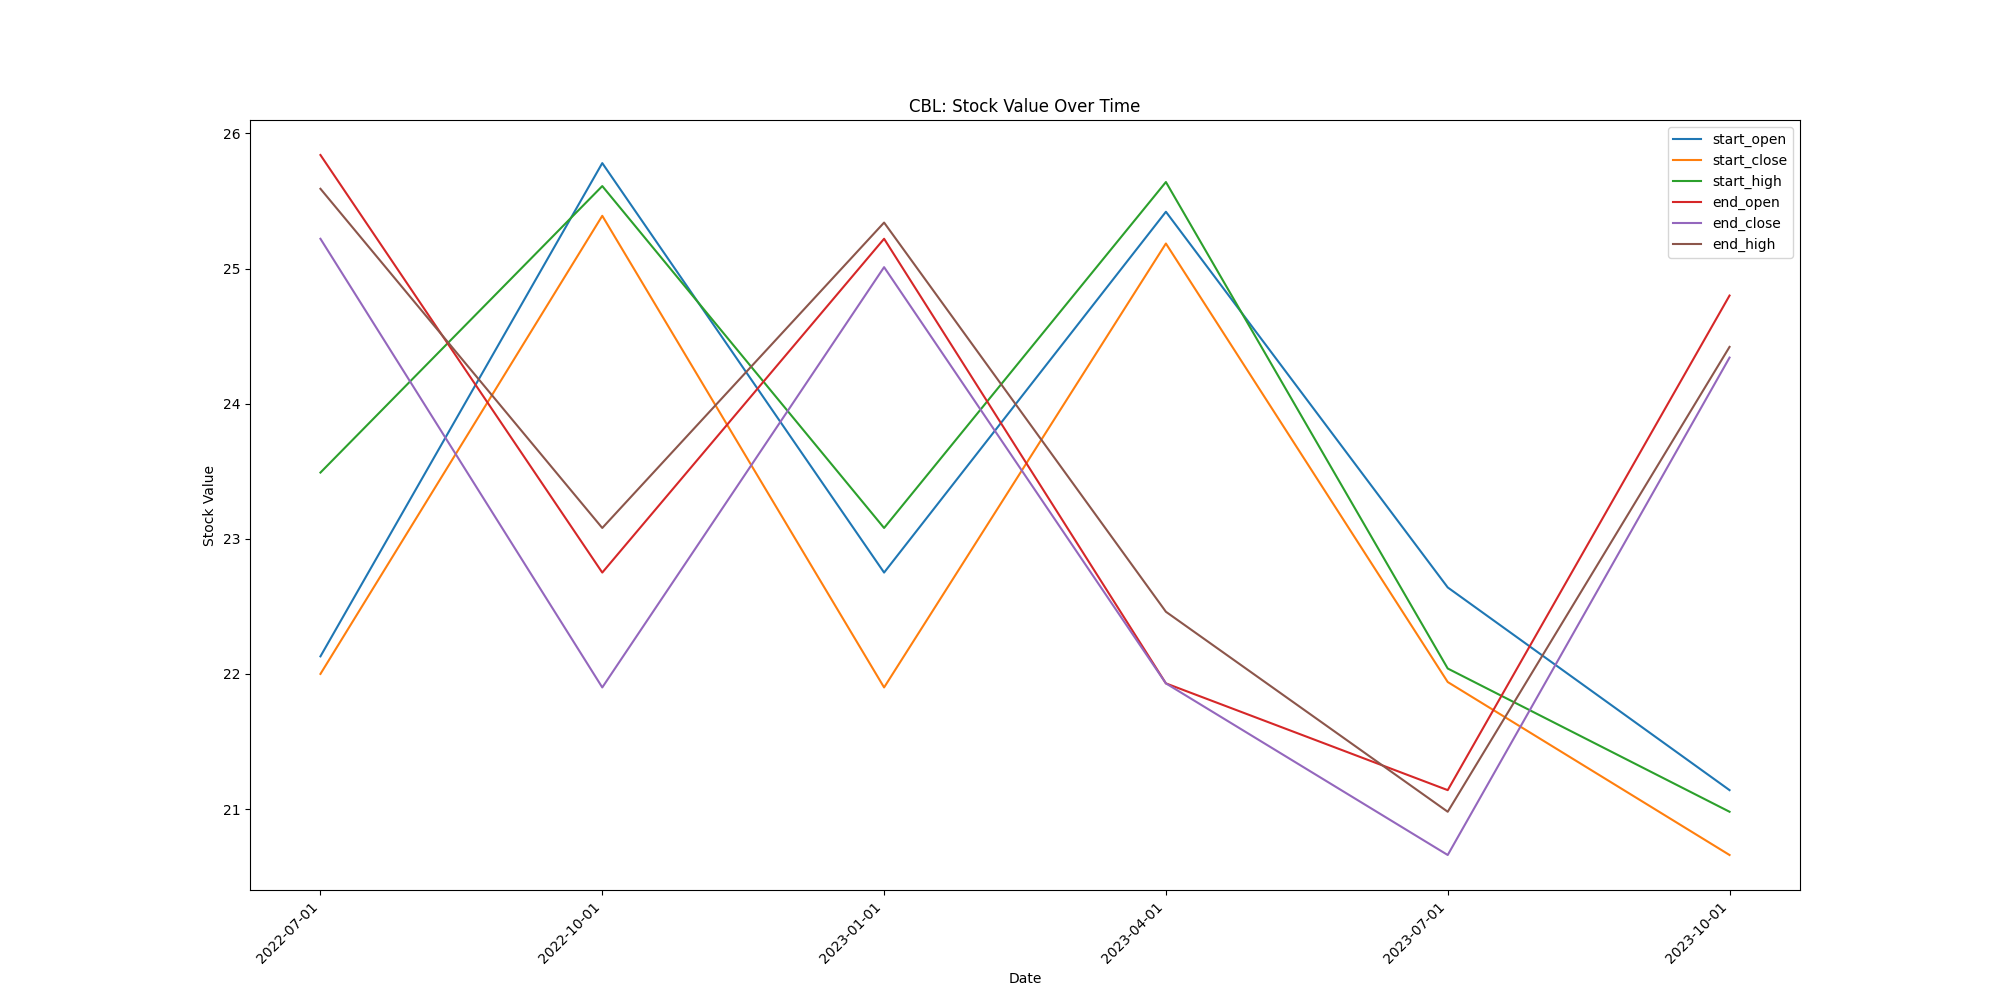 CBL: Stock Value Over Time
start_open
start_close
start_high
end_open
end_close
end_high
Stock Value
26
25
24
23
22
21
2022-07-01
2022-10-01
2023-01-01
2023-04-01
2023-07-01
2023-10-01
Date